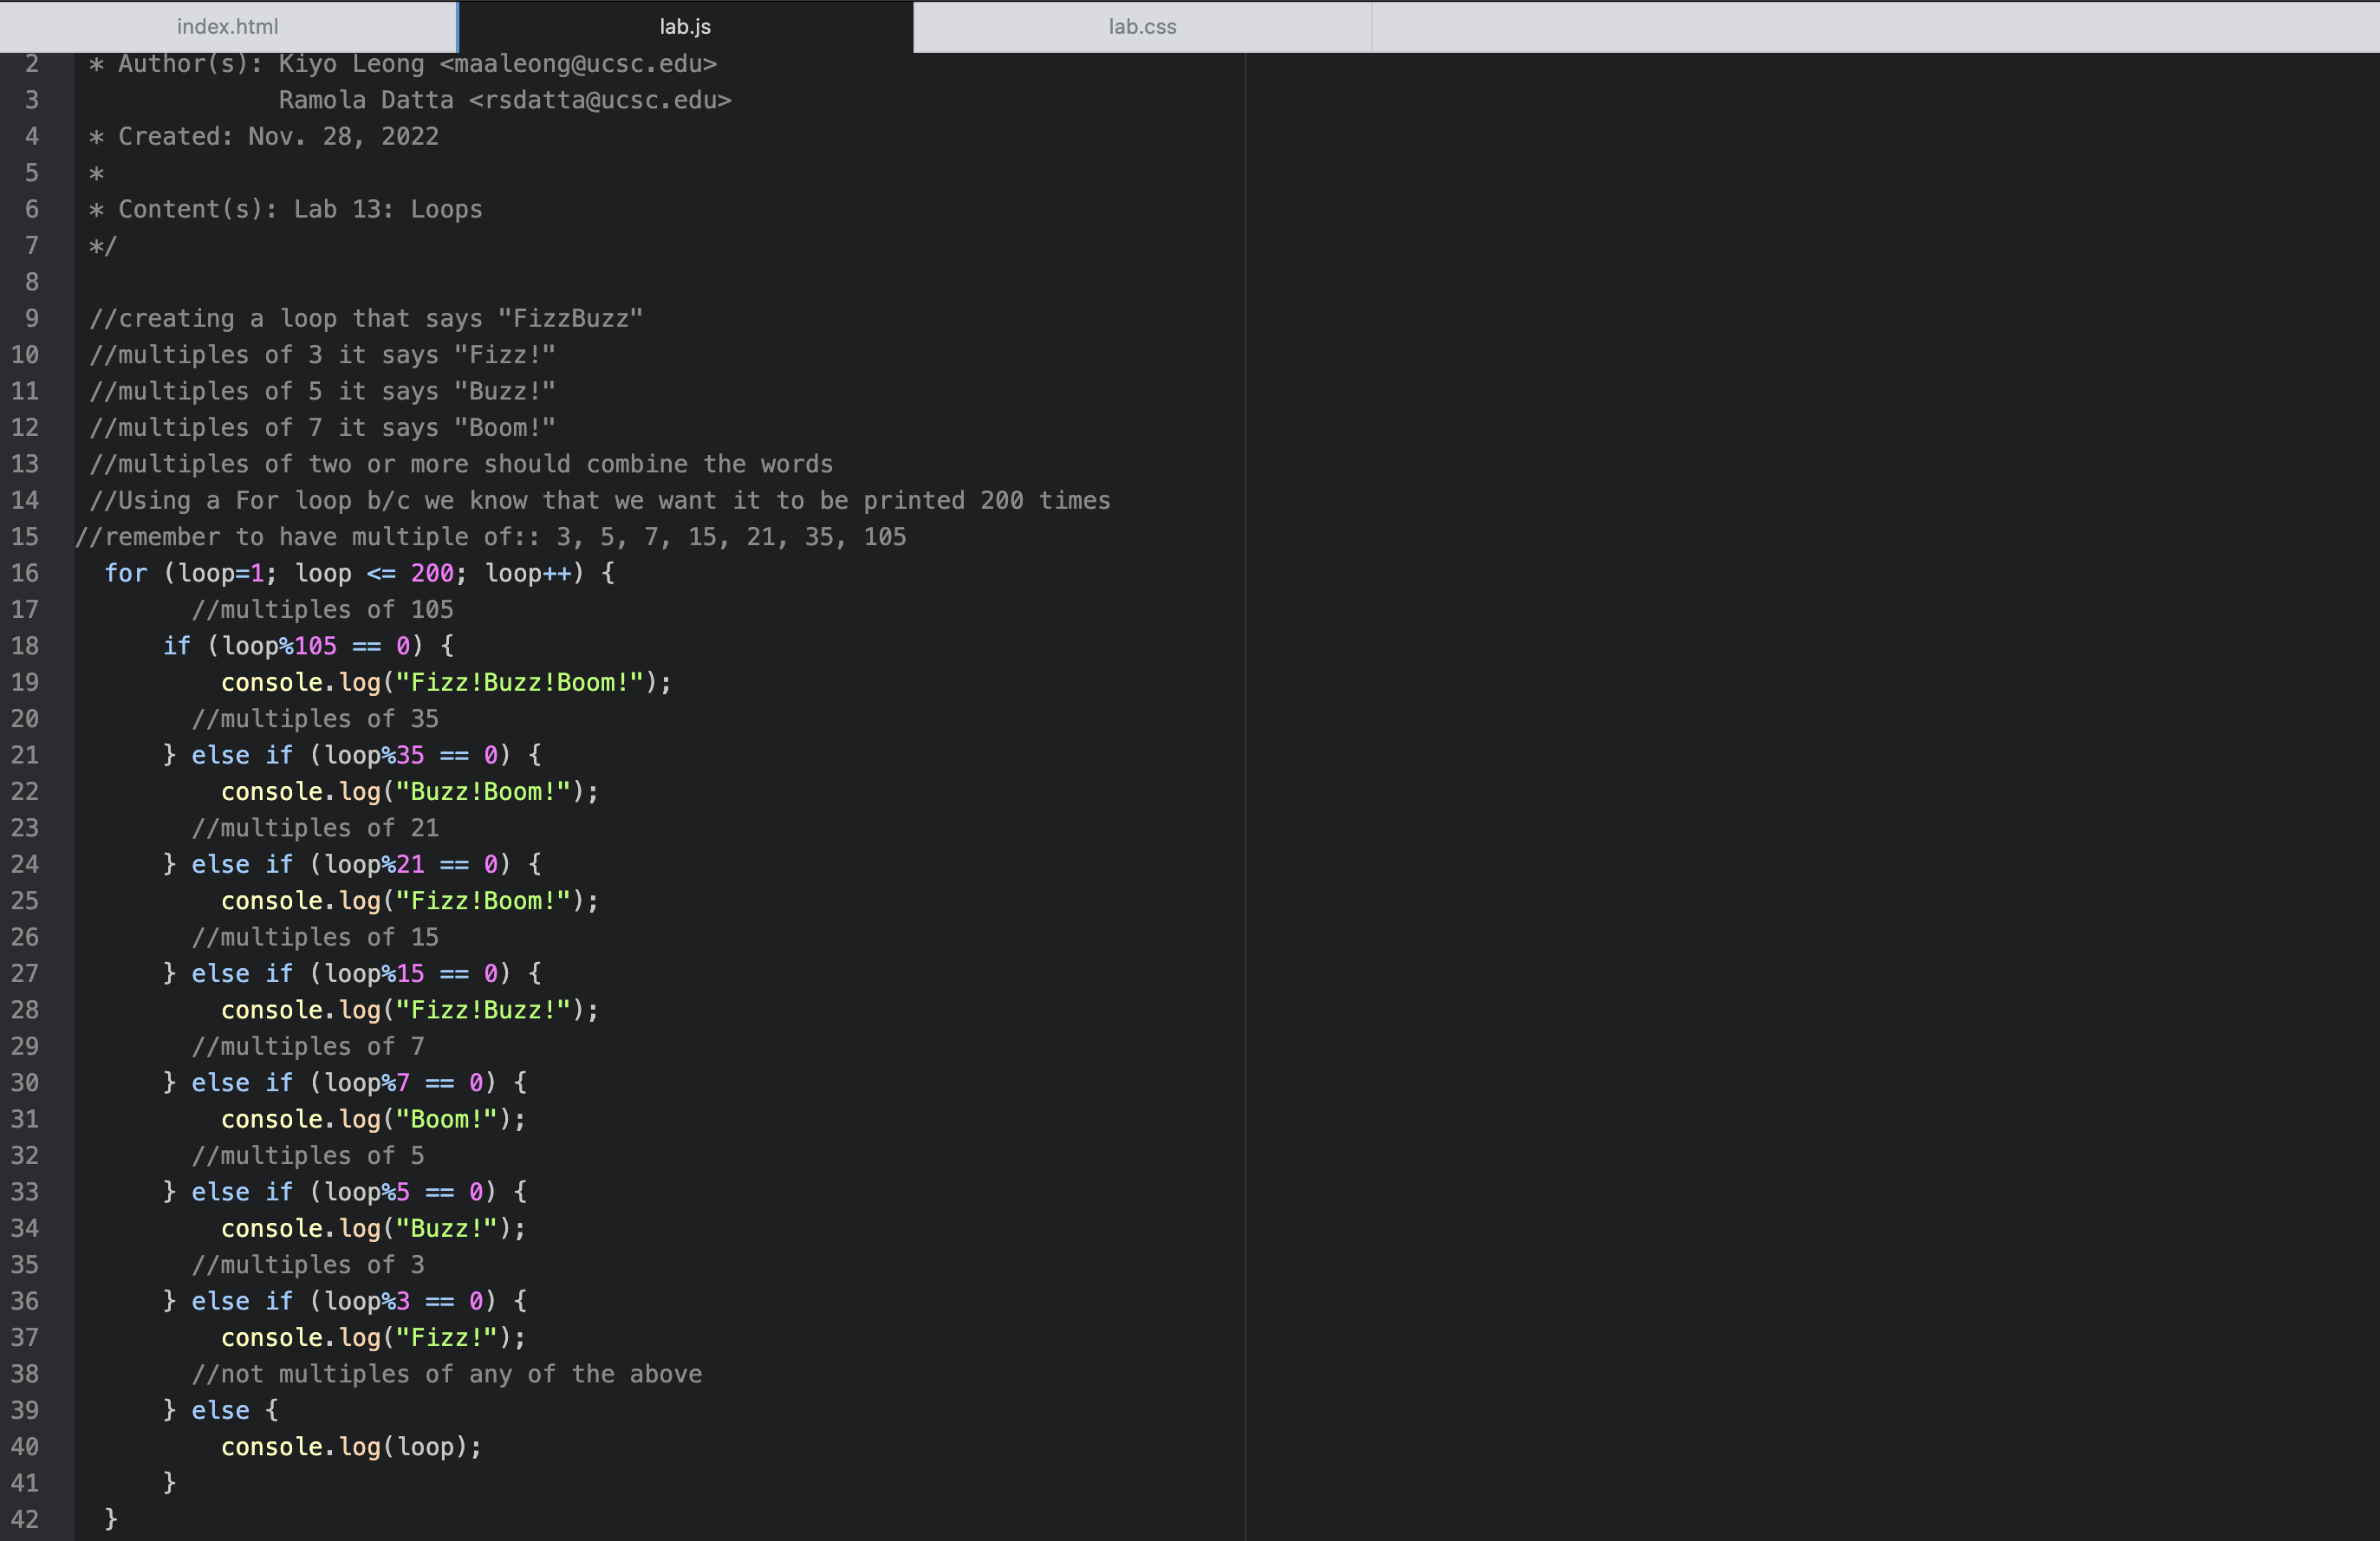 index.html lab.js lab.css
2 * Author(s): Kiyo Leong <maaleong@ucsc.edu>
3 Ramola Datta <rsdatta@ucsc.edu>
4 * Created: Nov. 28, 2022
5 *
6 * Content(s): Lab 13: Loops
7 */
8
9 //creating a loop that says "FizzBuzz"
10 //multiples of 3 it says "Fizz!"
11 //multiples of 5 it says "Buzz!"
12 //multiples of 7 it says "Boom!"
13 //multiples of two or more should combine the words
14 //Using a For loop b/c we know that we want it to be printed 200 times
15 //remember to have multiple of:: 3, 5, 7, 15, 21, 35, 105
16 for (loop=1; loop <= 200; loop++) {
17 //multiples of 105
18 if (loop%105 == 0) {
19 console.log("Fizz!Buzz!Boom!");
20 //multiples of 35
21 } else if (loop%35 == 0) {
22 console.log("Buzz!Boom!");
23 //multiples of 21
24 } else if (loop%21 == 0) {
25 console.log("Fizz!Boom!");
26 //multiples of 15
27 } else if (loop%15 == 0) {
28 console.log("Fizz!Buzz!");
29 //multiples of 7
30 } else if (loop%7 == 0) {
31 console.log("Boom!");
32 //multiples of 5
33 } else if (loop%5 == 0) {
34 console.log("Buzz!");
35 //multiples of 3
36 } else if (loop%3 == 0) {
37 console.log("Fizz!");
38 //not multiples of any of the above
39 } else {
40 console.log(loop);
41 }
42 }